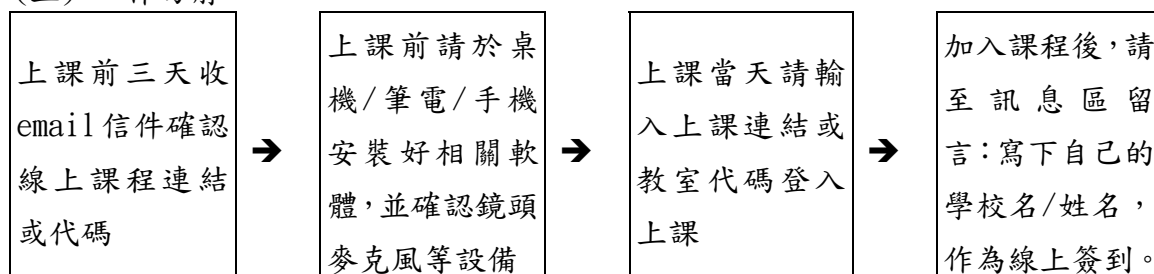 上課前三天收
email信件確認
線上課程連結
或代碼
➔
上課前請於桌
機/筆電/手機
安裝好相關軟
體，並確認鏡頭
麥克風等設備
➔
上課當天請輸
入上課連結或
教室代碼登入
上課
➔
加入課程後，請
至訊息區留
言：寫下自己的
學校名/姓名，
作為線上簽到。